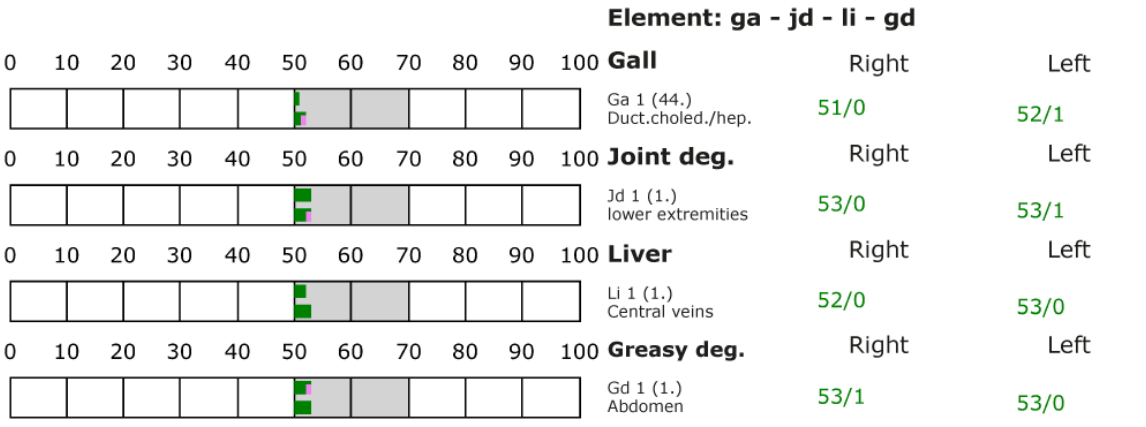 Element: ga - jd - li - gd
0 10 20 30 40 50 60 70 80 90 100 Gall Right Left
Ga 1 (44.) 51/0 52/1
Duct.choled./hep.
0 10 20 30 40 50 60 70 80 90 100 Joint deg. Right Left
Jd 1 (1.) 53/0 53/1
lower extremities
0 10 20 30 40 50 60 70 80 90 100 Liver Right Left
Li 1 (1.) 52/0 53/0
Central veins
0 10 20 30 40 50 60 70 80 90 100 Greasy deg. Right Left
Gd 1 (1.) 53/1 53/0
Abdomen